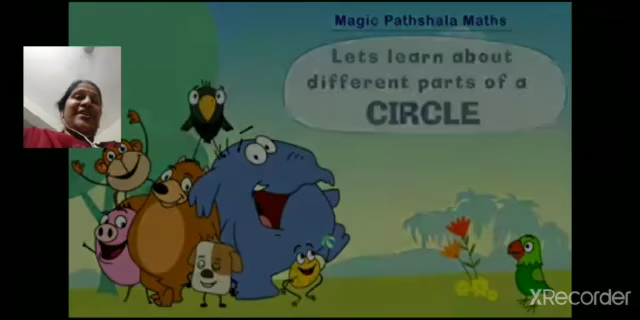 Magic Pathshala Maths
Lets learn about
different parts of a
CIRCLE
XRecorder